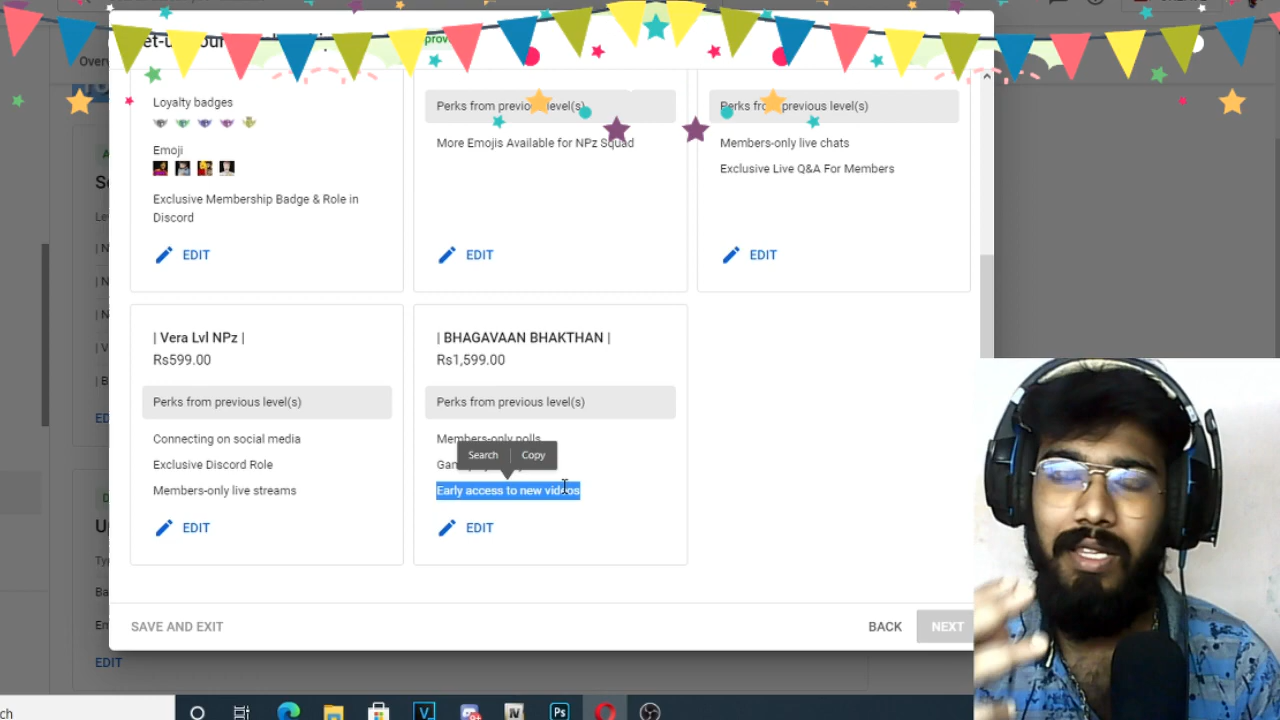 Loyalty badges
Emoji
Exclusive Membership Badge & Role in
Discord
EDIT
Perks from previous level(s)
More Emojis Available for NPz Squad
EDIT
Perks from previous level(s)
Members-only live chats
Exclusive Live Q&A For Members
EDIT
| Vera Lvl NPz |
Rs599.00
Perks from previous level(s)
Connecting on social media
Exclusive Discord Role
Members-only live streams
EDIT
| BHAGAVAAN BHAKTHAN |
Rs1,599.00
Perks from previous level(s)
Members-only polls
Search Copy
Early access to new videos
EDIT
SAVE AND EXIT
BACK NEXT
EDIT